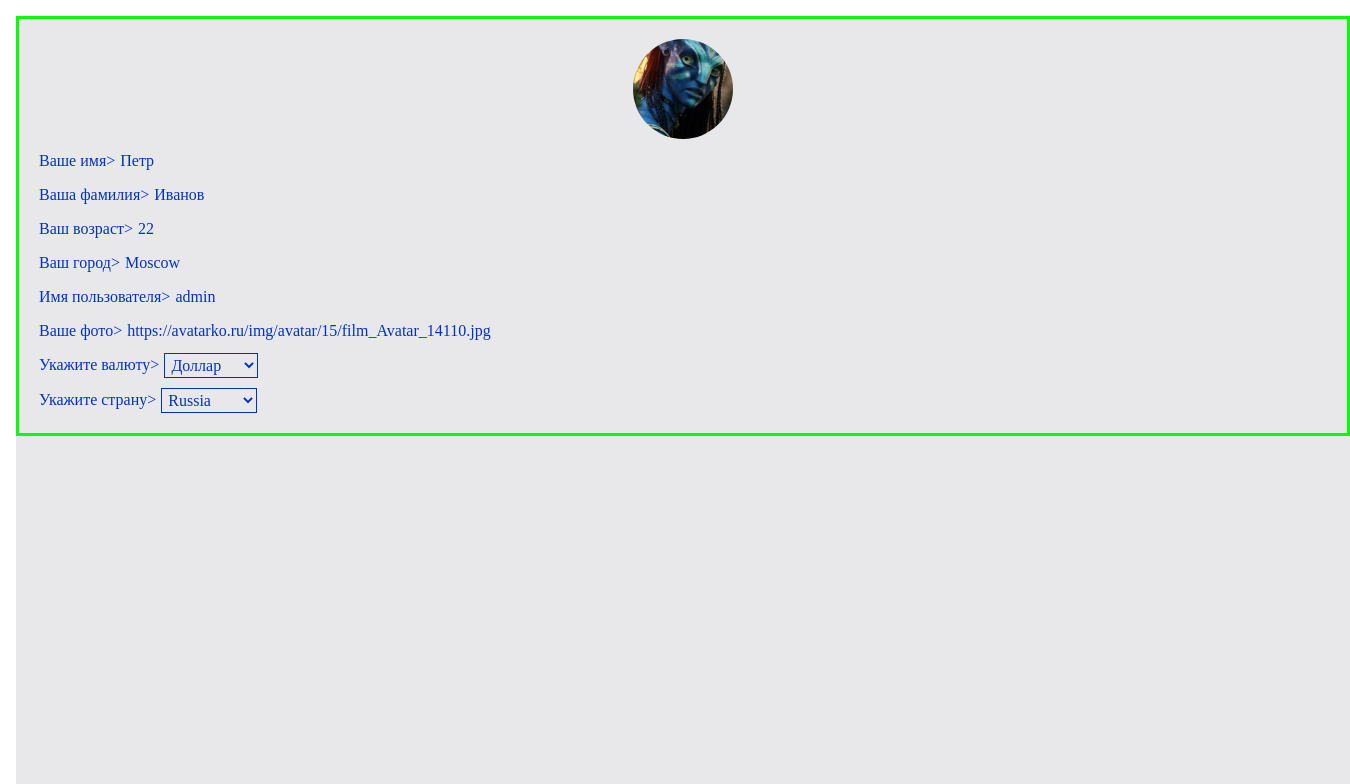 Ваше имя> Петр
Ваша фамилия> Иванов
Ваш возраст> 22
Ваш город> Moscow
Имя пользователя> admin
Ваше фото> https://avatarko.ru/img/avatar/15/film_Avatar_14110.jpg
Укажите валюту> Доллар
Укажите страну> Russia